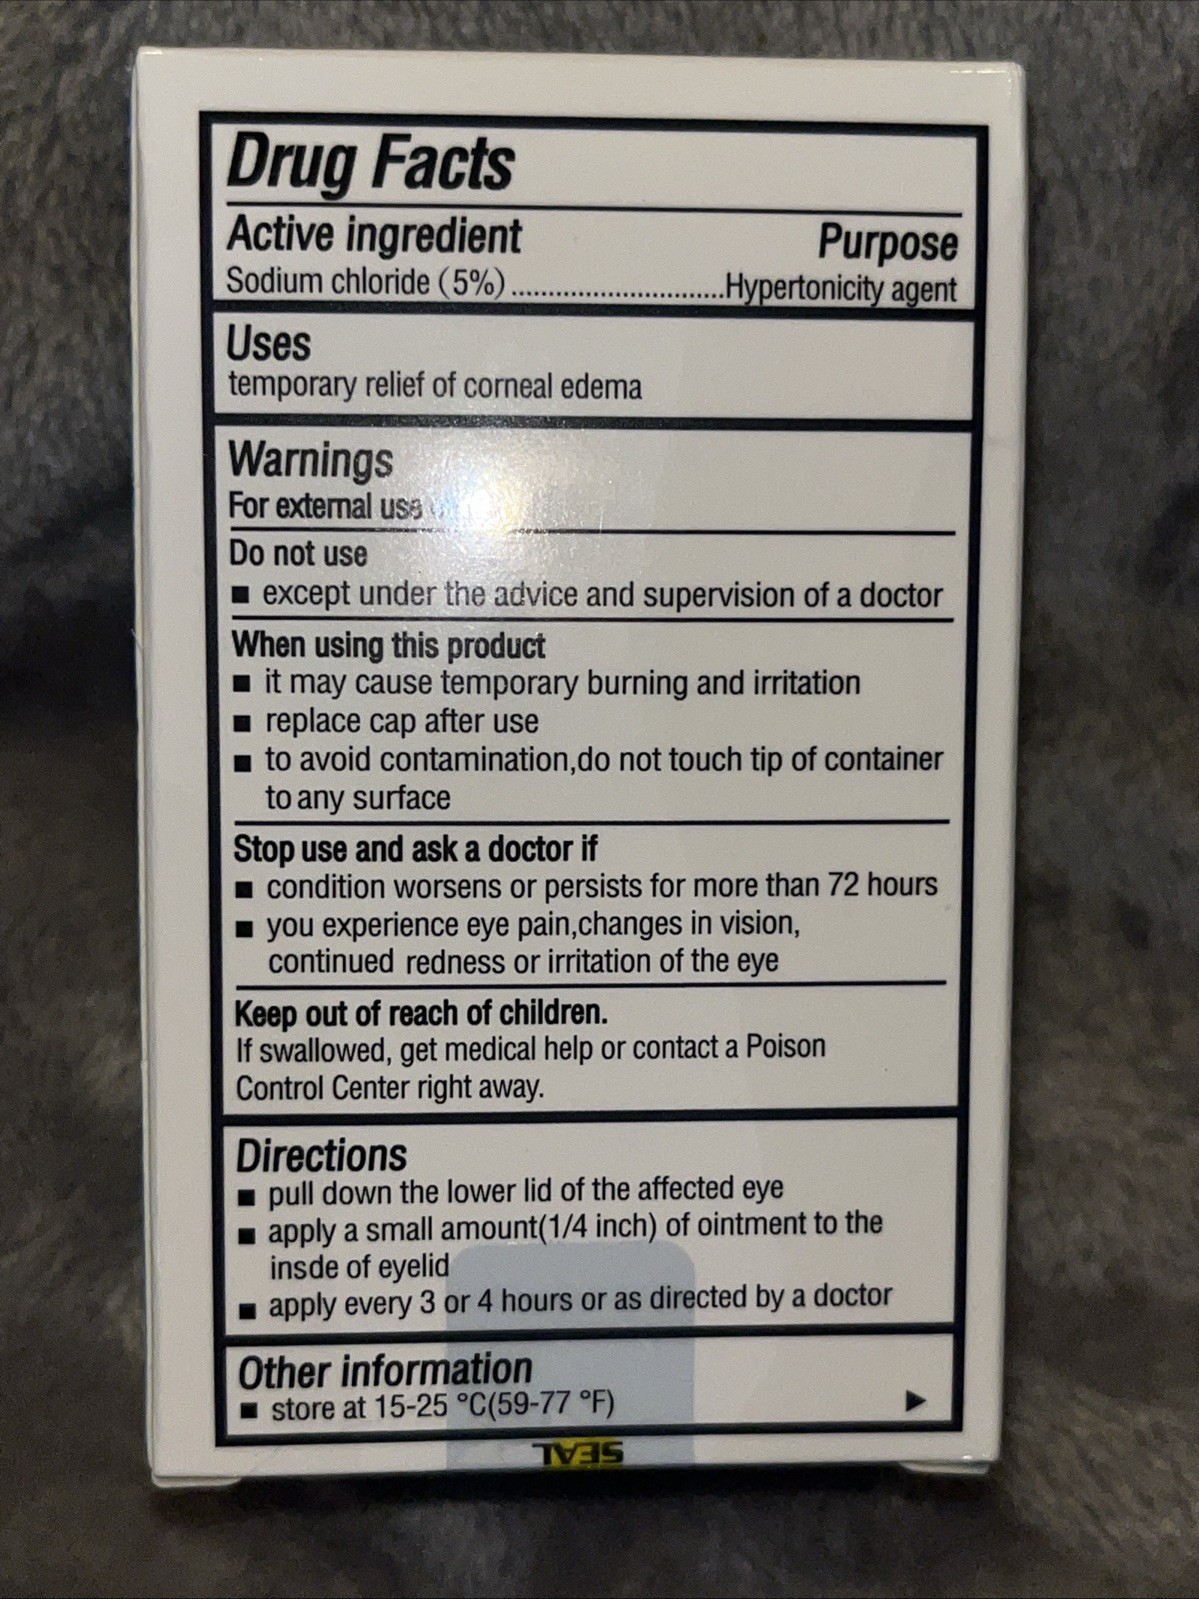 Drug Facts
Active ingredient Purpose
Sodium chloride (5%)............................Hypertonicity agent
Uses
temporary relief of corneal edema
Warnings
For external use
Do not use
■ except under the advice and supervision of a doctor
When using this product
■ it may cause temporary burning and irritation
■ replace cap after use
■ to avoid contamination,do not touch tip of container
to any surface
Stop use and ask a doctor if
■ condition worsens or persists for more than 72 hours
■ you experience eye pain,changes in vision,
continued redness or irritation of the eye
Keep out of reach of children.
If swallowed, get medical help or contact a Poison
Control Center right away.
Directions
■ pull down the lower lid of the affected eye
■ apply a small amount(1/4 inch) of ointment to the
insde of eyelid
■ apply every 3 or 4 hours or as directed by a doctor
Other information
■ store at 15-25 °C(59-77 °F)
SEAL